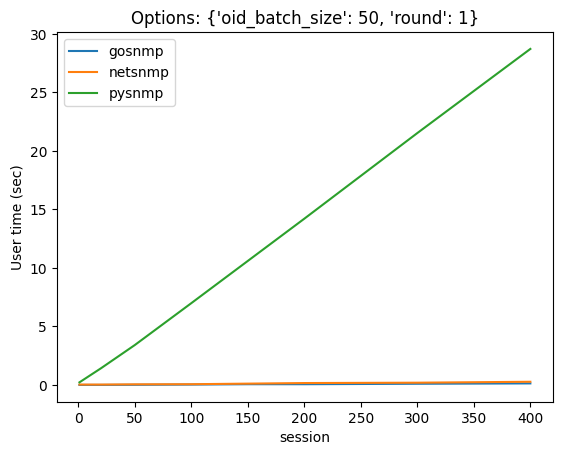 Options: {'oid_batch_size': 50, 'round': 1}
gosnmp
netsnmp
pysnmp
User time (sec)
30
25
20
15
10
5
0
0 50 100 150 200 250 300 350 400
session